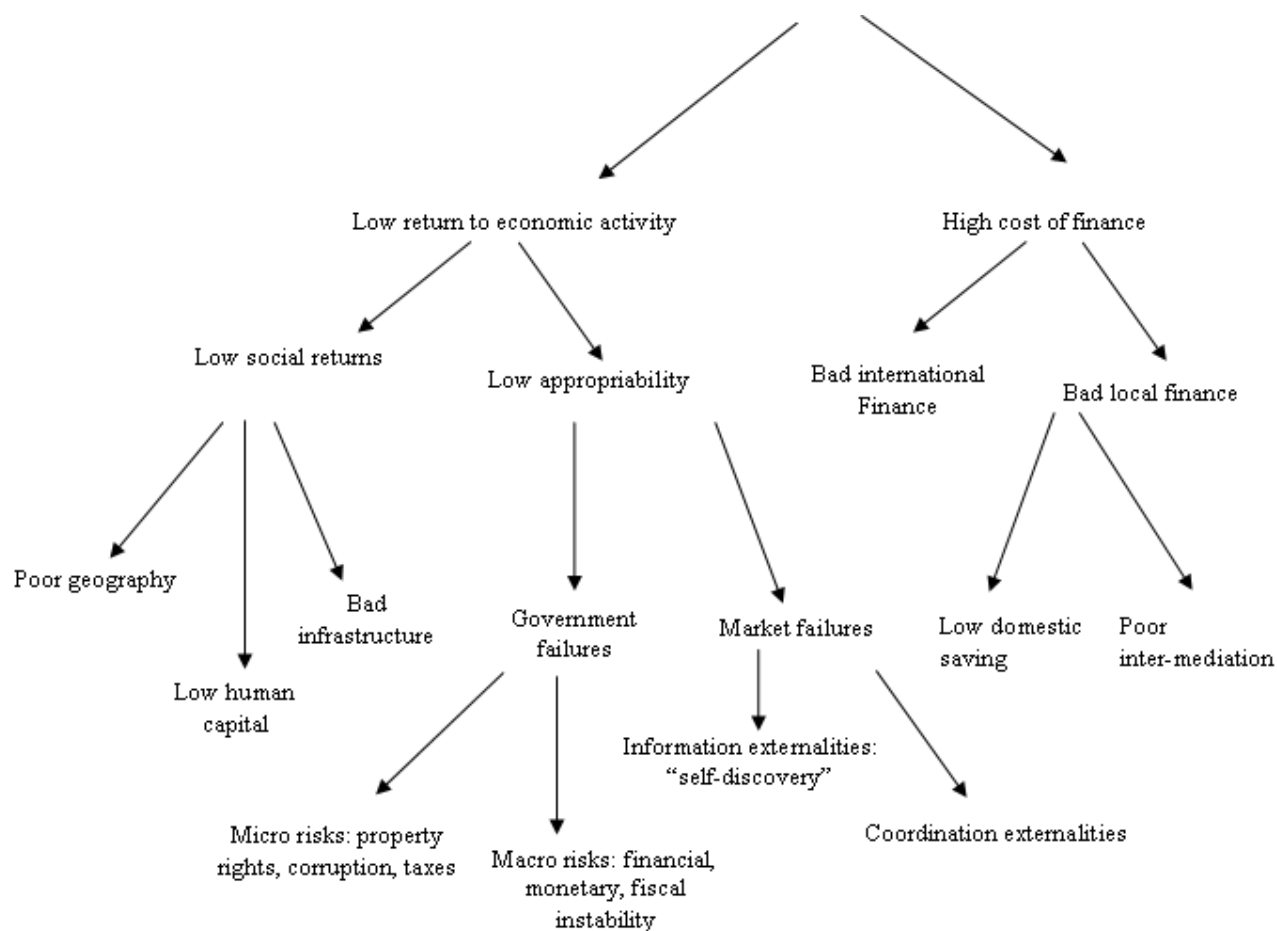 Low return to economic activity
High cost of finance
Low social returns
Low appropriability
Bad international
Finance
Bad local finance
Poor geography
Bad
infrastructure
Low human
capital
Government
failures
Market failures
Low domestic
saving
Poor
inter-mediation
Information externalities:
“self-discovery”
Micro risks: property
rights, corruption, taxes
Macro risks: financial,
monetary, fiscal
instability
Coordination externalities